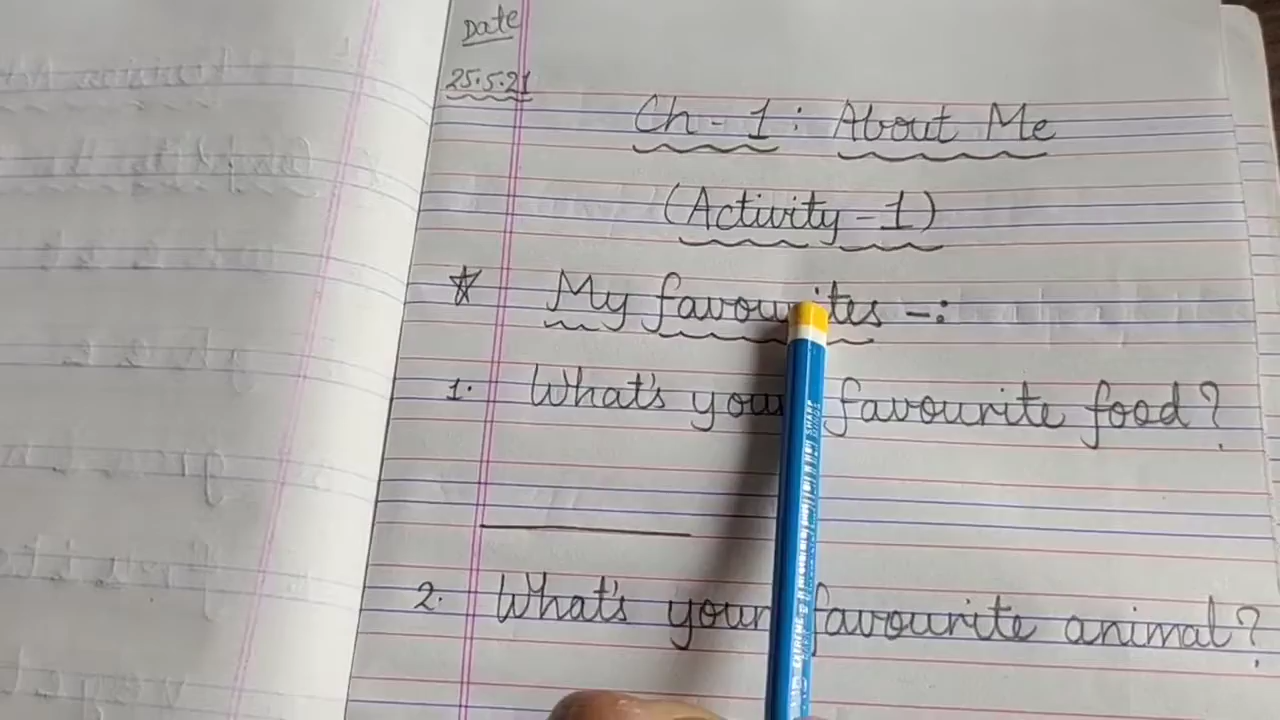 Date
25.5.21
Ch - 1 : About Me
(Activity - 1)
☆ My favourites -:
1. What's your favourite food?
2. What's your favourite animal?